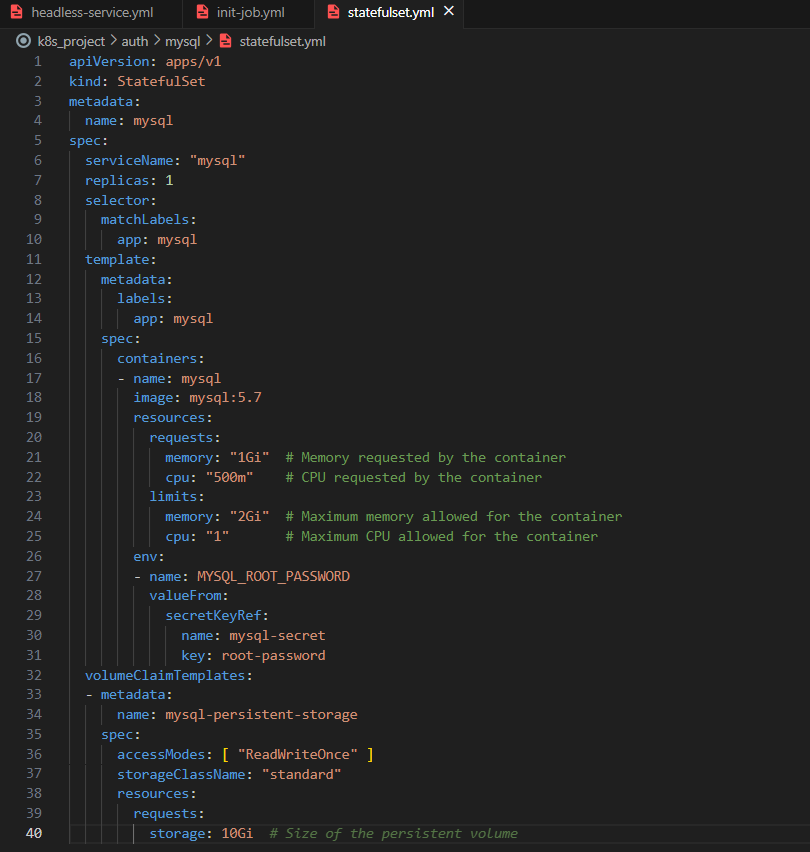 headless-service.yml init-job.yml statefulset.yml ×
k8s_project > auth > mysql > statefulset.yml
1 apiVersion: apps/v1
2 kind: StatefulSet
3 metadata:
4   name: mysql
5 spec:
6   serviceName: "mysql"
7   replicas: 1
8   selector:
9     matchLabels:
10       app: mysql
11   template:
12     metadata:
13       labels:
14         app: mysql
15     spec:
16       containers:
17       - name: mysql
18         image: mysql:5.7
19         resources:
20           requests:
21             memory: "1Gi"  # Memory requested by the container
22             cpu: "500m"    # CPU requested by the container
23           limits:
24             memory: "2Gi"  # Maximum memory allowed for the container
25             cpu: "1"       # Maximum CPU allowed for the container
26         env:
27         - name: MYSQL_ROOT_PASSWORD
28           valueFrom:
29             secretKeyRef:
30               name: mysql-secret
31               key: root-password
32   volumeClaimTemplates:
33   - metadata:
34       name: mysql-persistent-storage
35     spec:
36       accessModes: [ "ReadWriteOnce" ]
37       storageClassName: "standard"
38       resources:
39         requests:
40           storage: 10Gi  # Size of the persistent volume